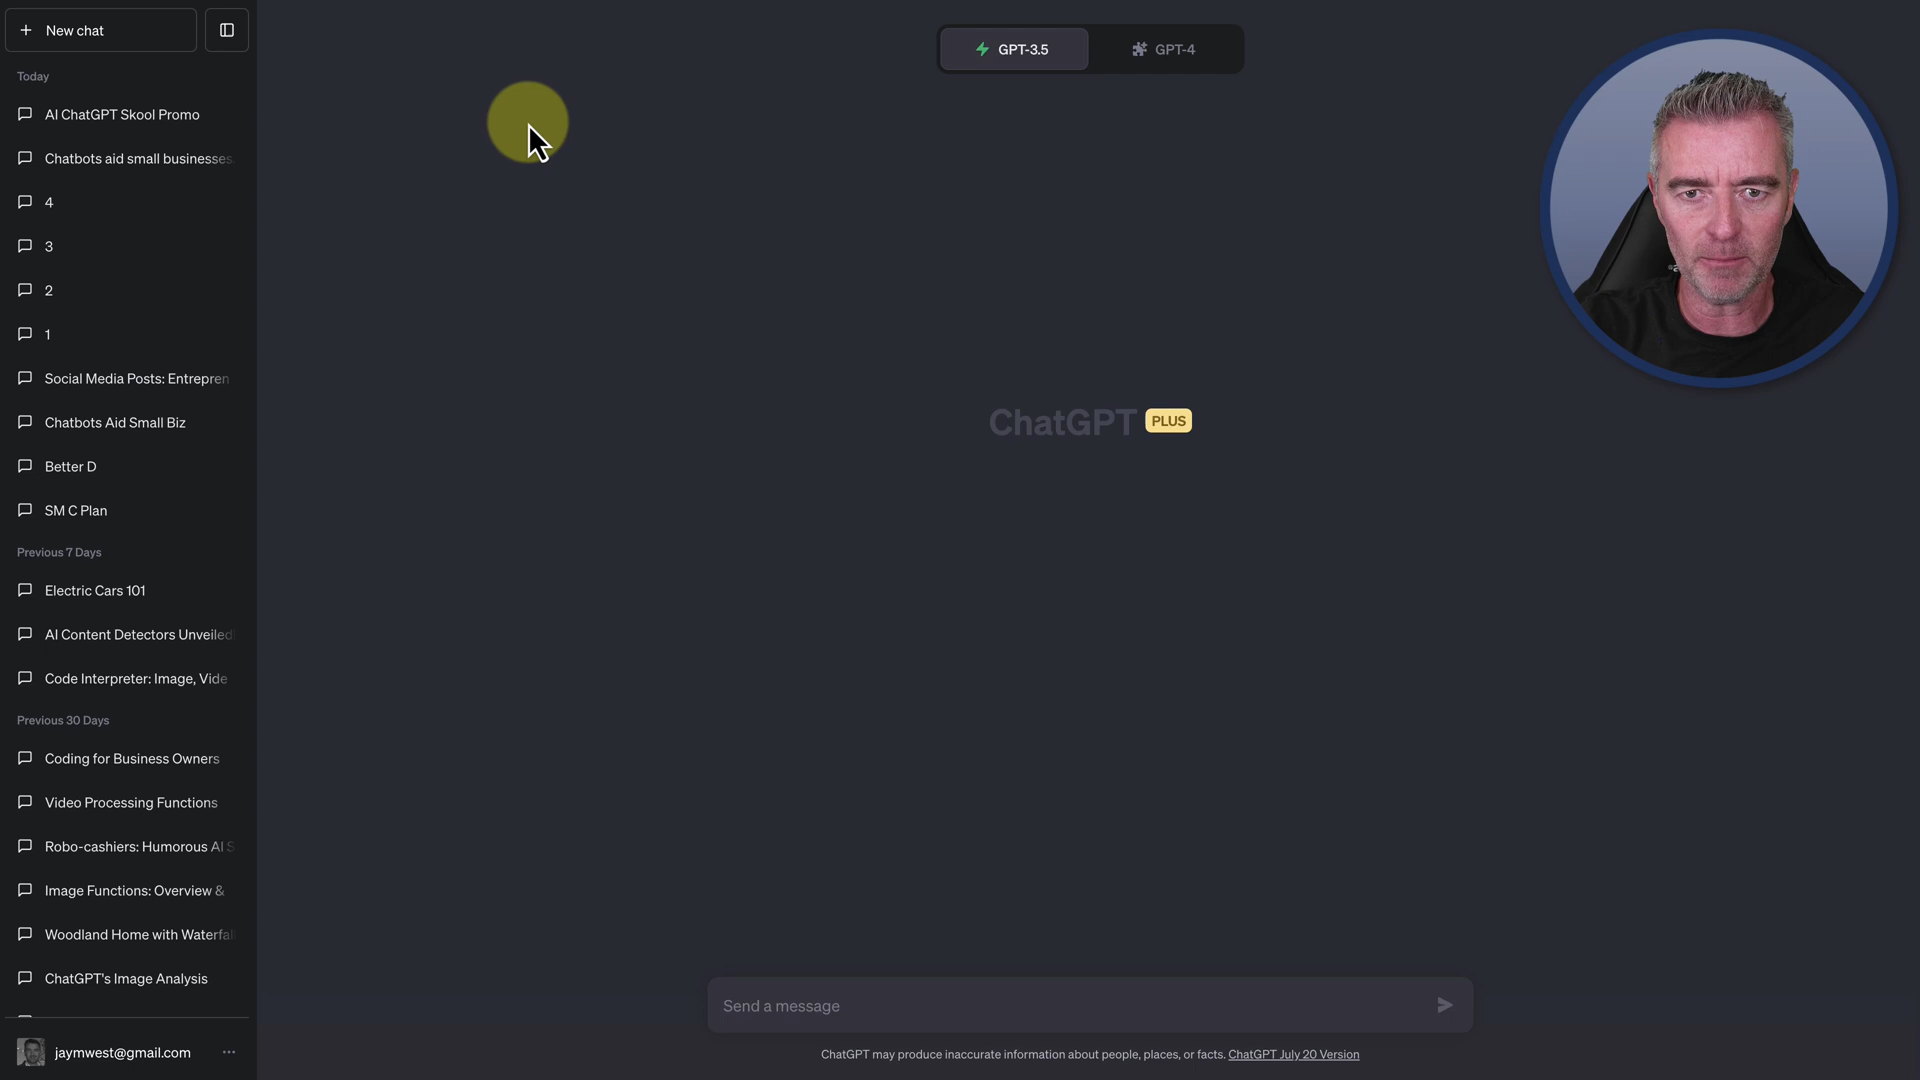 New chat
Today
AI ChatGPT Skool Promo
Chatbots aid small businesses.
4
3
2
1
Social Media Posts: Entrepren
Chatbots Aid Small Biz
Better D
SM C Plan
Previous 7 Days
Electric Cars 101
AI Content Detectors Unveiled
Code Interpreter: Image, Vide
Previous 30 Days
Coding for Business Owners
Video Processing Functions
Robo-cashiers: Humorous AI S
Image Functions: Overview &
Woodland Home with Waterfall
ChatGPT's Image Analysis
jaymwest@gmail.com
GPT-3.5
GPT-4
ChatGPT PLUS
Send a message
ChatGPT may produce inaccurate information about people, places, or facts. ChatGPT July 20 Version